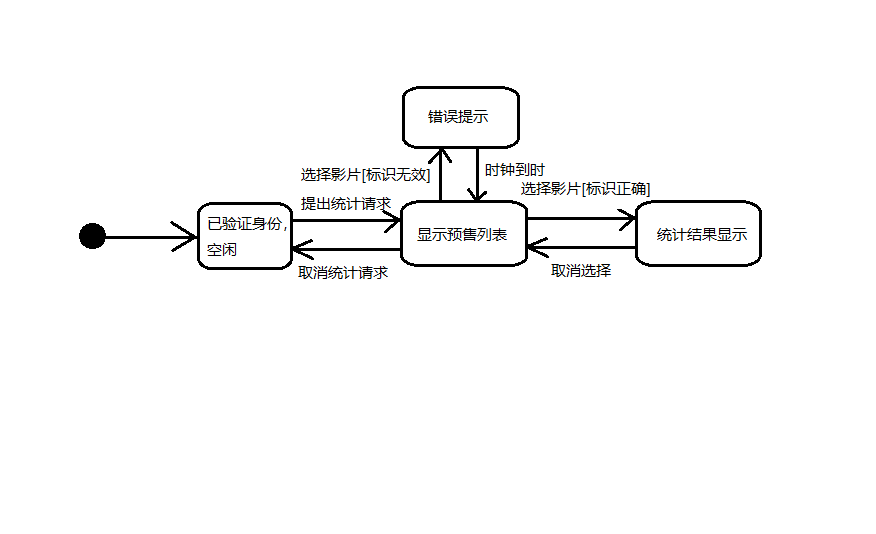 错误提示
选择影片[标识无效]
时钟到时
选择影片[标识正确]
提出统计请求
已验证身份，
空闲
显示预售列表
统计结果显示
取消统计请求
取消选择